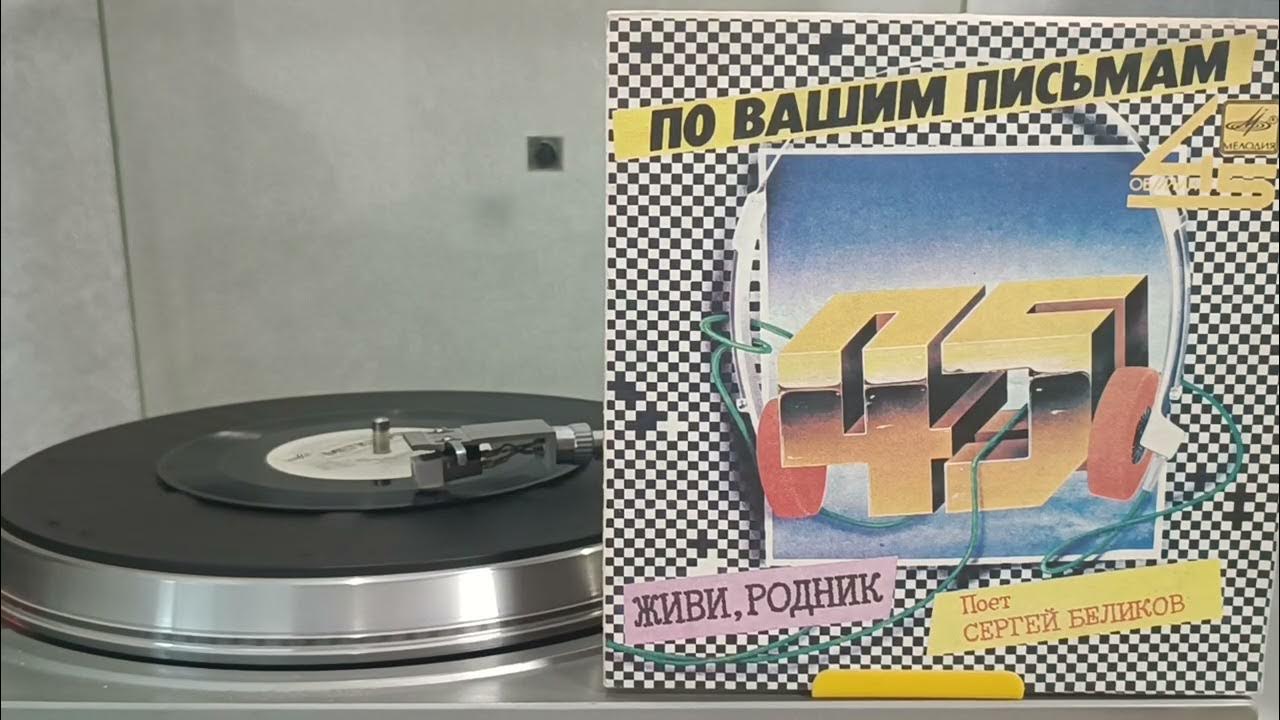 ПО ВАШИМ ПИСЬМАМ
МЕЛОДИЯ
45
45
ЖИВИ, РОДНИК
Поет
СЕРГЕЙ БЕЛИКОВ